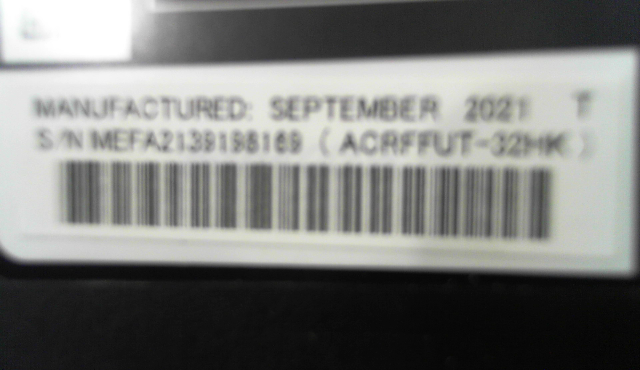 MANUFACTURED: SEPTEMBER 2021 T
S/N MEFA2139198169 ( ACRFFUT-32HK )